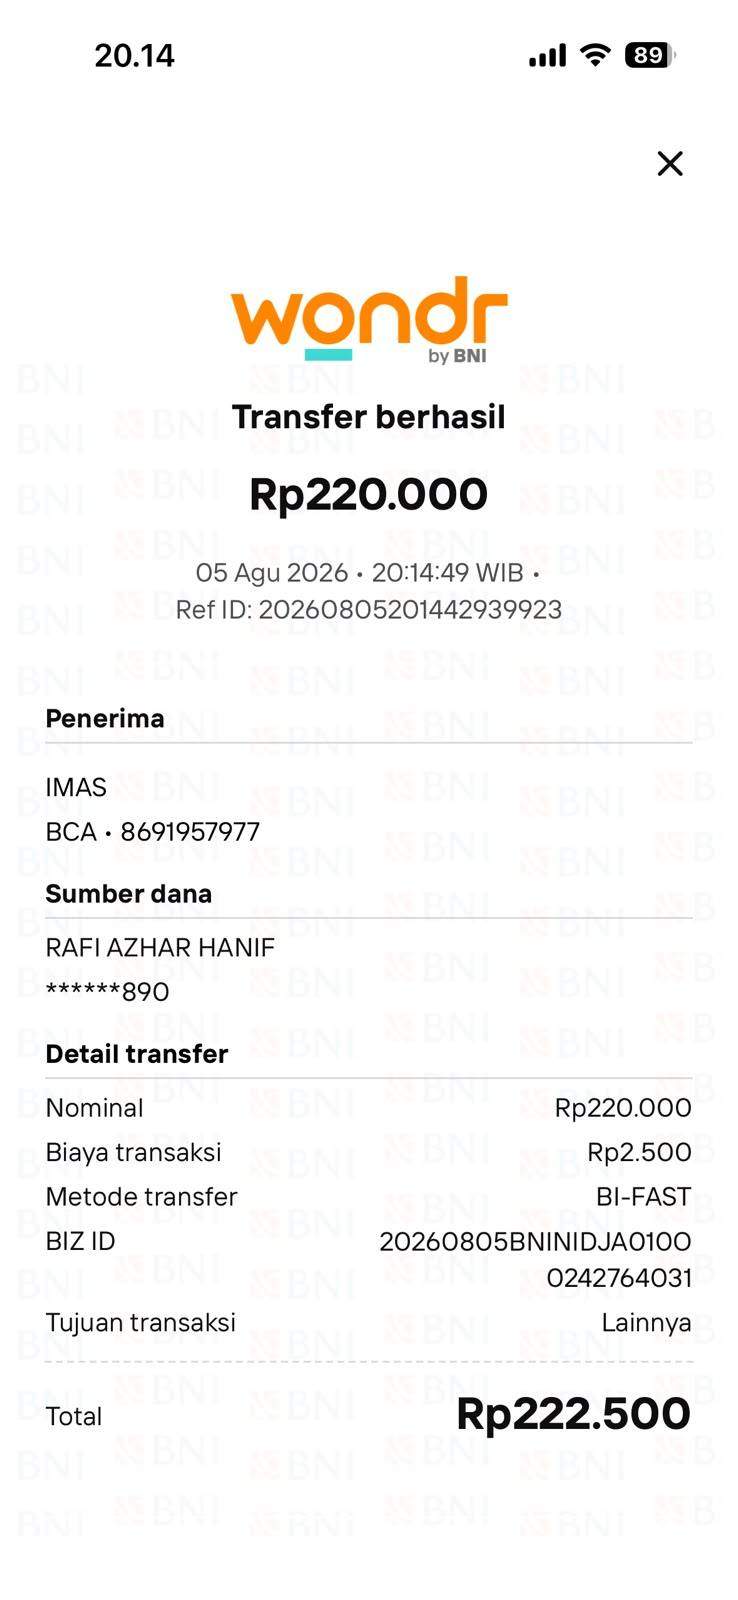 20.14
89
wondr
by BNI
Transfer berhasil
Rp220.000
05 Agu 2026 • 20:14:49 WIB •
Ref ID: 20260805201442939923
Penerima
IMAS
BCA • 8691957977
Sumber dana
RAFI AZHAR HANIF
******890
Detail transfer
Nominal Rp220.000
Biaya transaksi Rp2.500
Metode transfer BI-FAST
BIZ ID 20260805BNINIDJA010O
0242764031
Tujuan transaksi Lainnya
Total Rp222.500